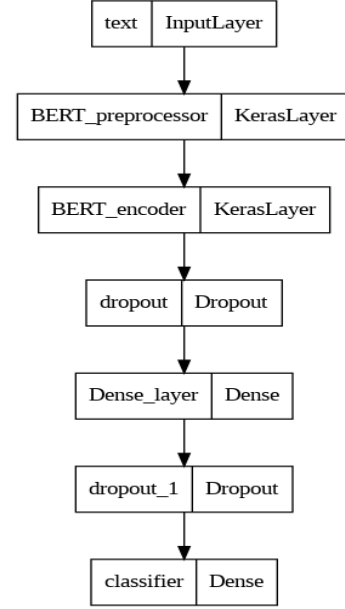 text InputLayer
BERT_preprocessor KerasLayer
BERT_encoder KerasLayer
dropout Dropout
Dense_layer Dense
dropout_1 Dropout
classifier Dense